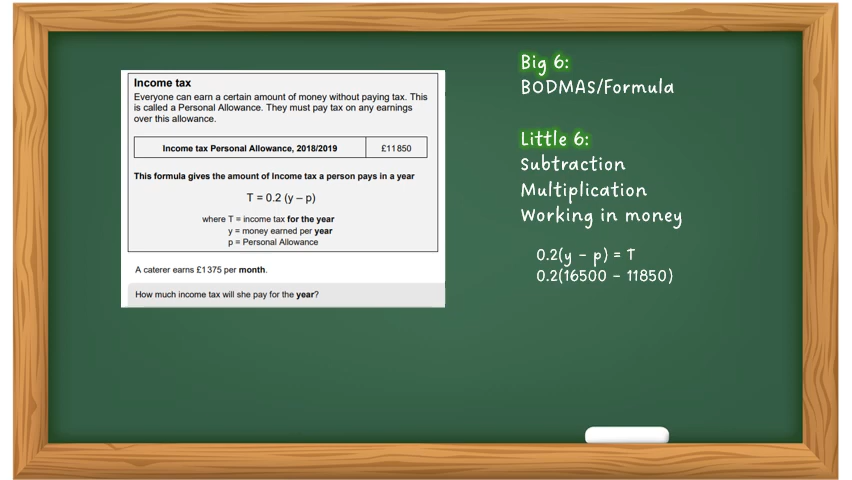 Income tax
Everyone can earn a certain amount of money without paying tax. This
is called a Personal Allowance. They must pay tax on any earnings
over this allowance.
Income tax Personal Allowance, 2018/2019 £11850
This formula gives the amount of Income tax a person pays in a year
T = 0.2 (y – p)
where T = income tax for the year
y = money earned per year
p = Personal Allowance
A caterer earns £1375 per month.
How much income tax will she pay for the year?
Big 6:
BODMAS/Formula
Little 6:
Subtraction
Multiplication
Working in money
0.2(y - p) = T
0.2(16500 - 11850)